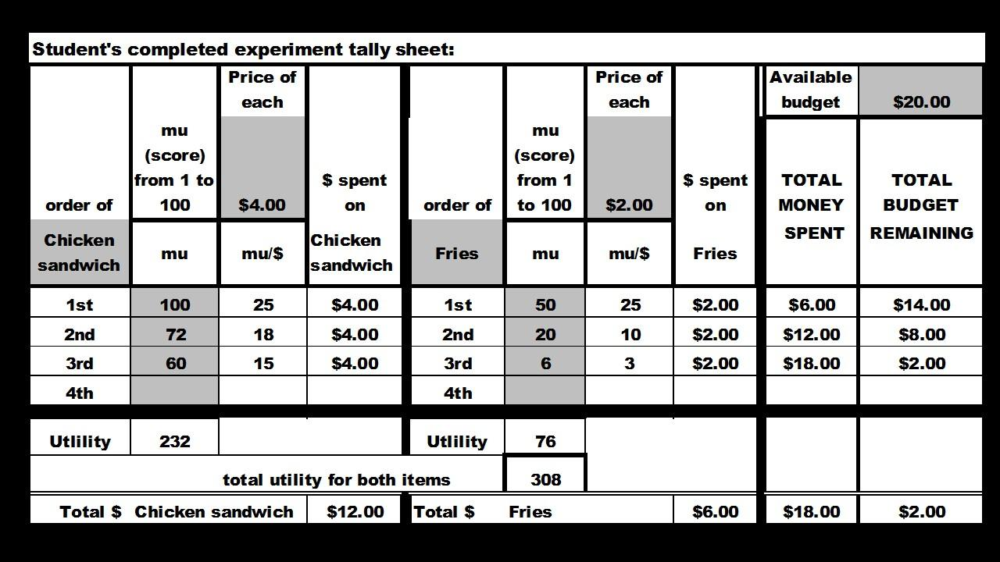 Student's completed experiment tally sheet:
Price of each Price of each Available budget $20.00
order of mu (score) from 1 to 100 $4.00 $ spent on order of mu (score) from 1 to 100 $2.00 $ spent on TOTAL MONEY SPENT TOTAL BUDGET REMAINING
Chicken sandwich mu mu/$ Chicken sandwich Fries mu mu/$ Fries
1st 100 25 $4.00 1st 50 25 $2.00 $6.00 $14.00
2nd 72 18 $4.00 2nd 20 10 $2.00 $12.00 $8.00
3rd 60 15 $4.00 3rd 6 3 $2.00 $18.00 $2.00
4th 4th
Utlility 232 Utlility 76
total utility for both items 308
Total $ Chicken sandwich $12.00 Total $ Fries $6.00 $18.00 $2.00